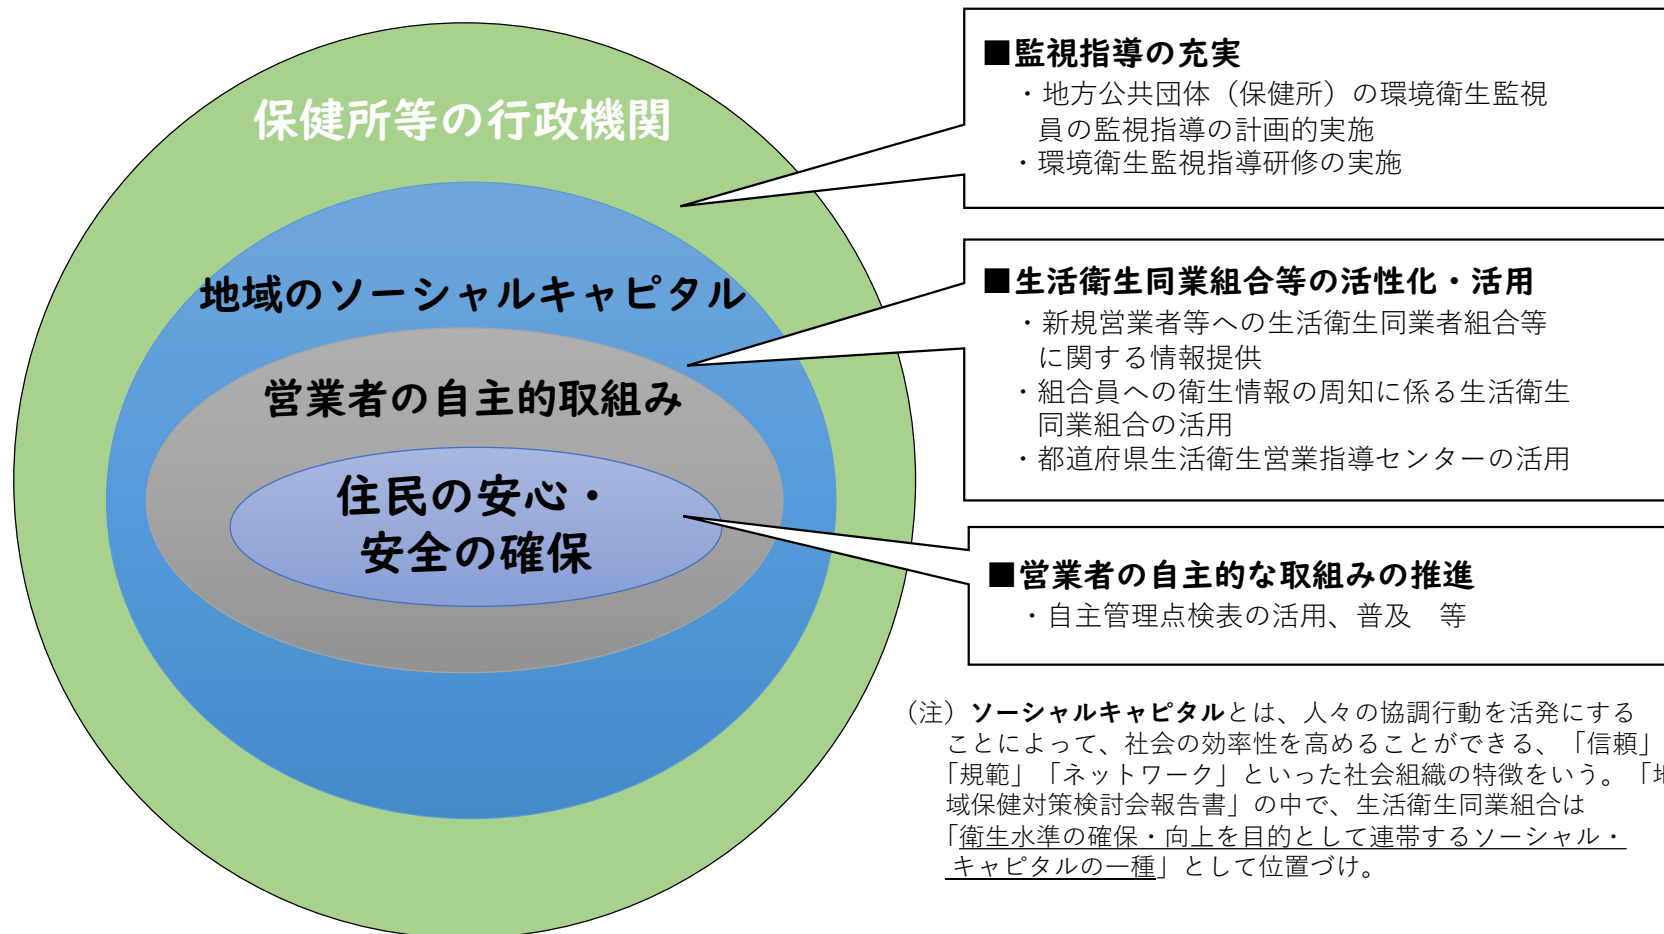 保健所等の行政機関
地域のソーシャルキャピタル
営業者の自主的取組み
住民の安心・
安全の確保
■監視指導の充実
・地方公共団体（保健所）の環境衛生監視
員の監視指導の計画的実施
・環境衛生監視指導研修の実施
■生活衛生同業組合等の活性化・活用
・新規営業者等への生活衛生同業者組合等
に関する情報提供
・組合員への衛生情報の周知に係る生活衛生
同業組合の活用
・都道府県生活衛生営業指導センターの活用
■営業者の自主的な取組みの推進
・自主管理点検表の活用、普及　等
（注）ソーシャルキャピタルとは、人々の協調行動を活発にする
ことによって、社会の効率性を高めることができる、「信頼」
「規範」「ネットワーク」といった社会組織の特徴をいう。「地
域保健対策検討会報告書」の中で、生活衛生同業組合は
「衛生水準の確保・向上を目的として連帯するソーシャル・
キャピタルの一種」として位置づけ。